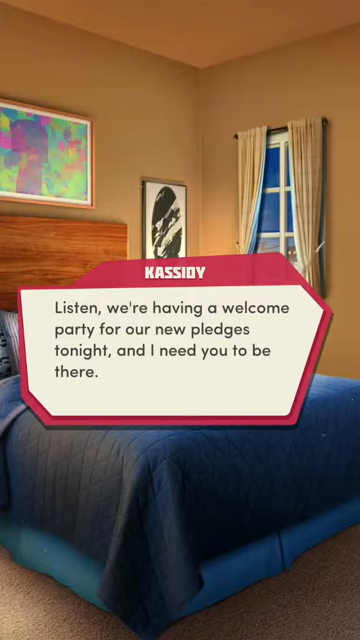 KASSIDY
Listen, we're having a welcome
party for our new pledges
tonight, and I need you to be
there.